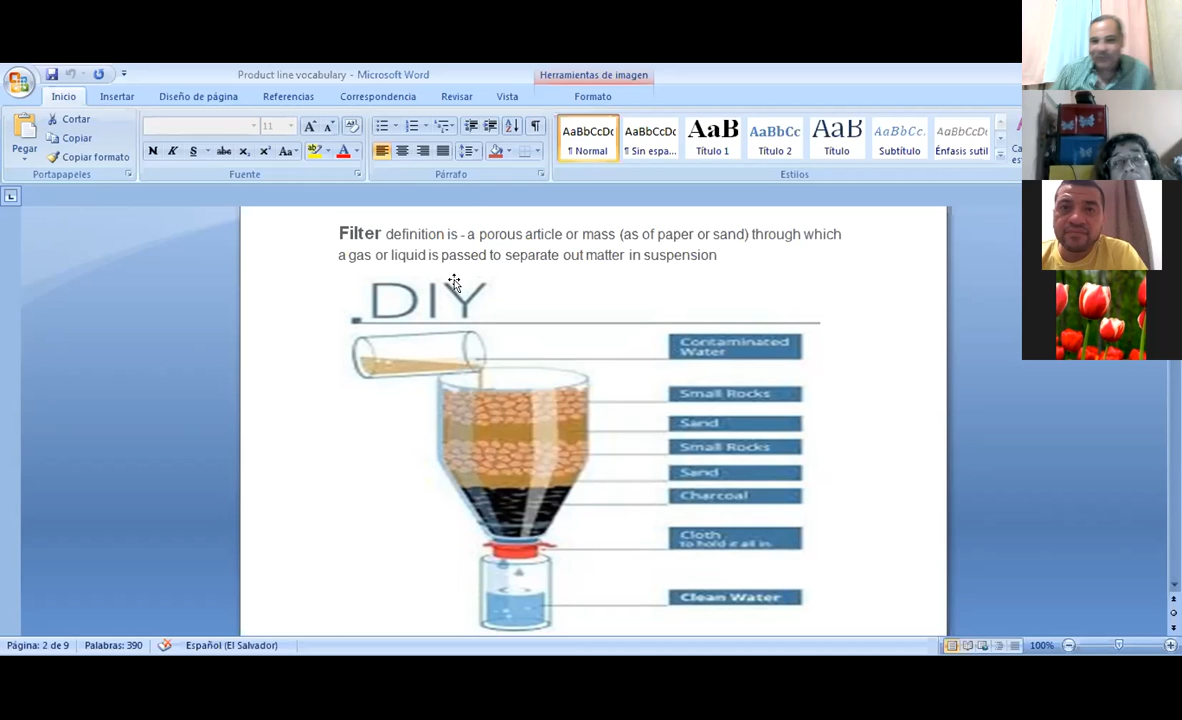 Product line vocabulary - Microsoft Word
Herramientas de imagen
Inicio
Insertar
Diseño de página
Referencias
Correspondencia
Revisar
Vista
Formato
Pegar
Cortar
Copiar
Copiar formato
Portapapeles
11
N K S abc x₂ x² Aa
Fuente
Párrafo
AaBbCcDc AaBbCcDc AaB AaBbCc AaB AaBbCc. AaBbCcDc
¶ Normal
¶ Sin espa...
Título 1
Título 2
Título
Subtítulo
Énfasis sutil
Estilos
Filter definition is - a porous article or mass (as of paper or sand) through which
a gas or liquid is passed to separate out matter in suspension
.DIY
Contaminated
Water
Small Rocks
Sand
Small Rocks
Sand
Charcoal
Cloth
to hold it all in.
Clean Water
Página: 2 de 9
Palabras: 390
Español (El Salvador)
100%